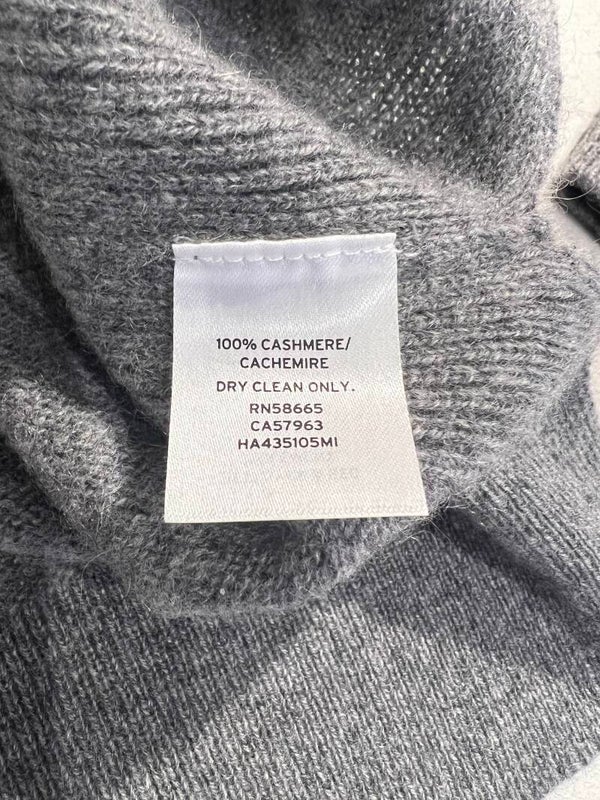 100% CASHMERE/
CACHEMIRE
DRY CLEAN ONLY.
RN58665
CA57963
HA435105MI